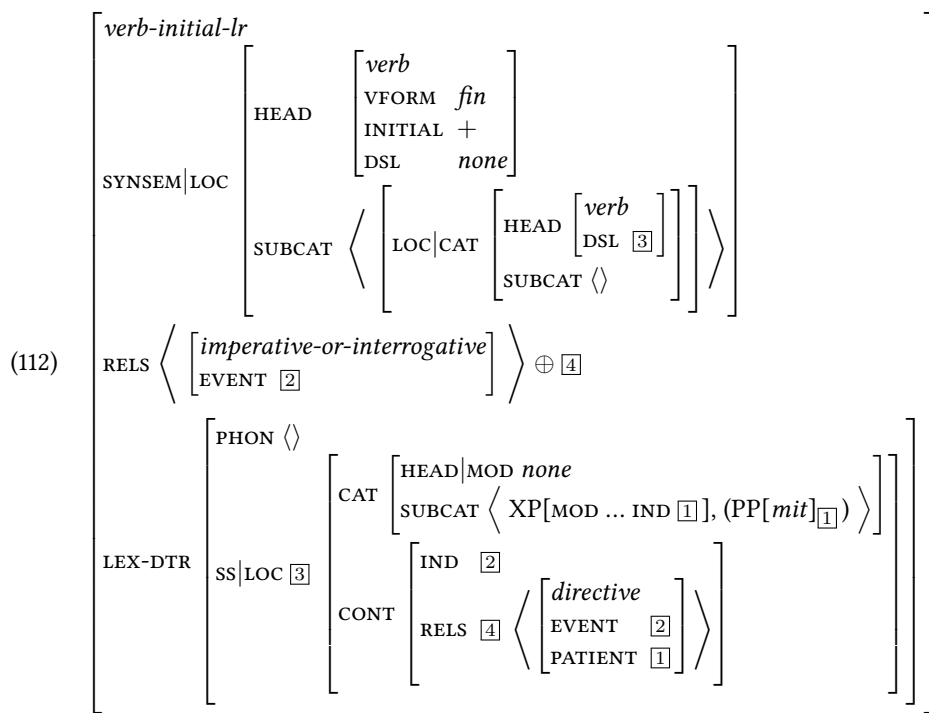 verb-initial-lr
SYNSEM|LOC [HEAD [verb
VFORM fin
INITIAL +
DSL none]
SUBCAT ⟨ [LOC|CAT [HEAD [verb
DSL 3]
SUBCAT ⟨⟩]] ⟩]
(112) RELS ⟨ [imperative-or-interrogative
EVENT 2] ⟩ ⊕ 4
LEX-DTR [PHON ⟨⟩
SS|LOC 3 [CAT [HEAD|MOD none
SUBCAT ⟨ XP[MOD … IND 1], (PP[mit]1) ⟩]
CONT [IND 2
RELS 4 ⟨ [directive
EVENT 2
PATIENT 1] ⟩]]]